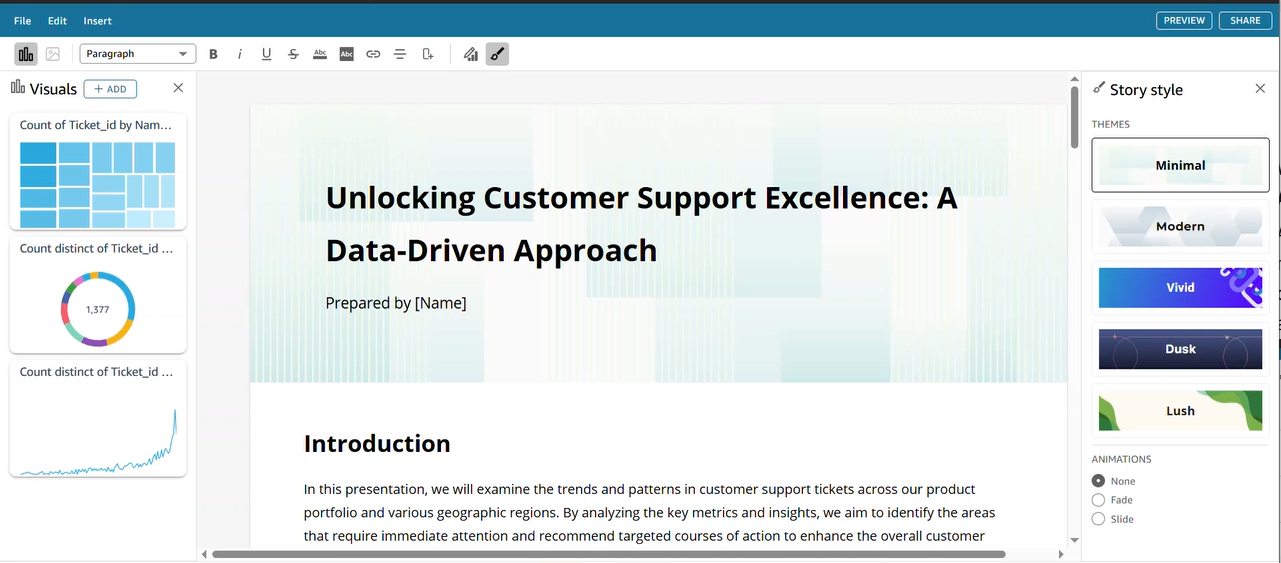 File Edit Insert
PREVIEW SHARE
Paragraph B i U S Abc Abc
Visuals + ADD
Count of Ticket_id by Nam...
Count distinct of Ticket_id ...
1,377
Count distinct of Ticket_id ...
Unlocking Customer Support Excellence: A
Data-Driven Approach
Prepared by [Name]
Introduction
In this presentation, we will examine the trends and patterns in customer support tickets across our product
portfolio and various geographic regions. By analyzing the key metrics and insights, we aim to identify the areas
that require immediate attention and recommend targeted courses of action to enhance the overall customer
Story style
THEMES
Minimal
Modern
Vivid
Dusk
Lush
ANIMATIONS
None
Fade
Slide